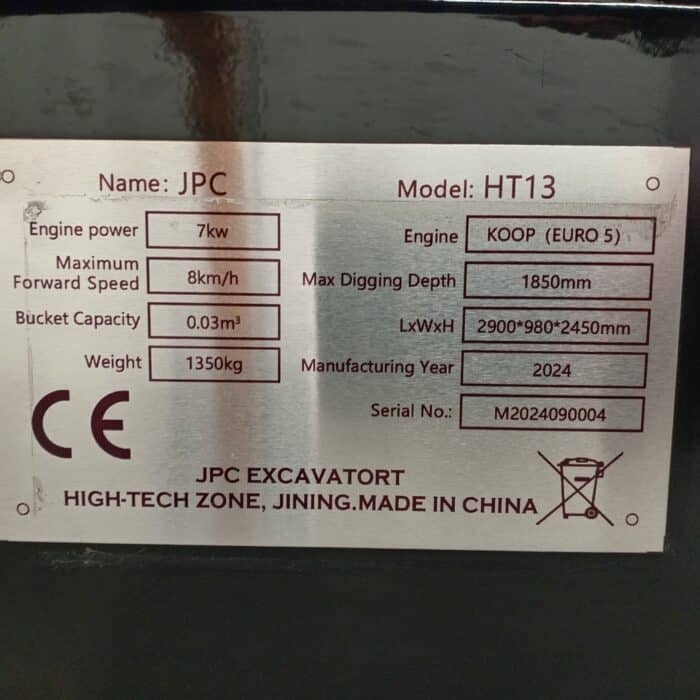 Name: JPC Model: HT13
Engine power 7kw Engine KOOP (EURO 5)
Maximum
Forward Speed 8km/h Max Digging Depth 1850mm
Bucket Capacity 0.03m³ LxWxH 2900*980*2450mm
Weight 1350kg Manufacturing Year 2024
Serial No.: M2024090004
CE
JPC EXCAVATORT
HIGH-TECH ZONE, JINING.MADE IN CHINA